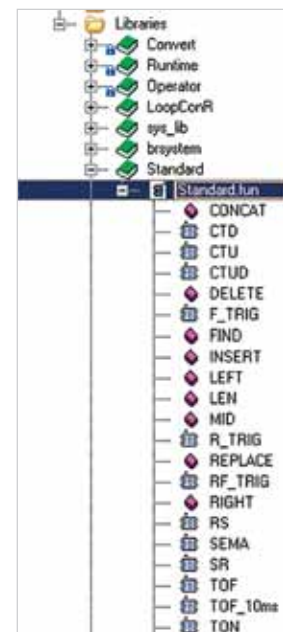 Libraries
Convert
Runtime
Operator
LoopConR
sys_lib
brsystem
Standard
Standard.fun
CONCAT
CTD
CTU
CTUD
DELETE
F_TRIG
FIND
INSERT
LEFT
LEN
MID
R_TRIG
REPLACE
RF_TRIG
RIGHT
RS
SEMA
SR
TOF
TOF_10ms
TON